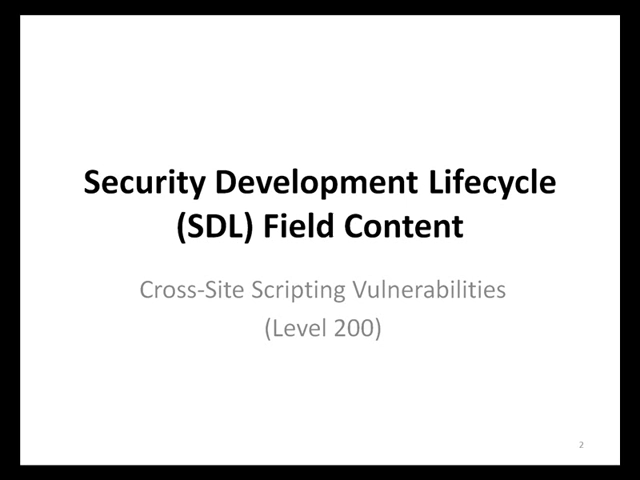 Security Development Lifecycle
(SDL) Field Content
Cross-Site Scripting Vulnerabilities
(Level 200)
2